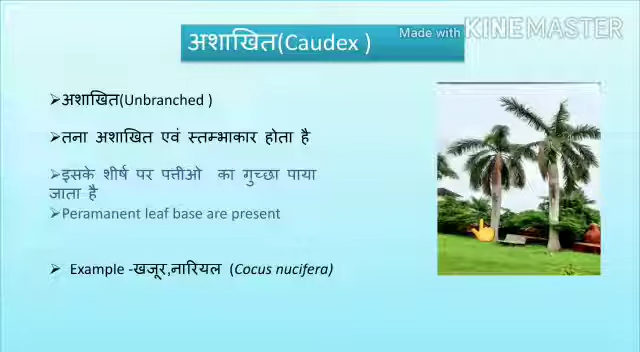 अशाखित(Caudex )
Made with KINEMASTER
➢अशाखित(Unbranched )
➢तना अशाखित एवं स्तम्भाकार होता है
➢इसके शीर्ष पर पत्तीओ का गुच्छा पाया
जाता है
➢Peramanent leaf base are present
➢ Example -खजूर,नारियल (Cocus nucifera)